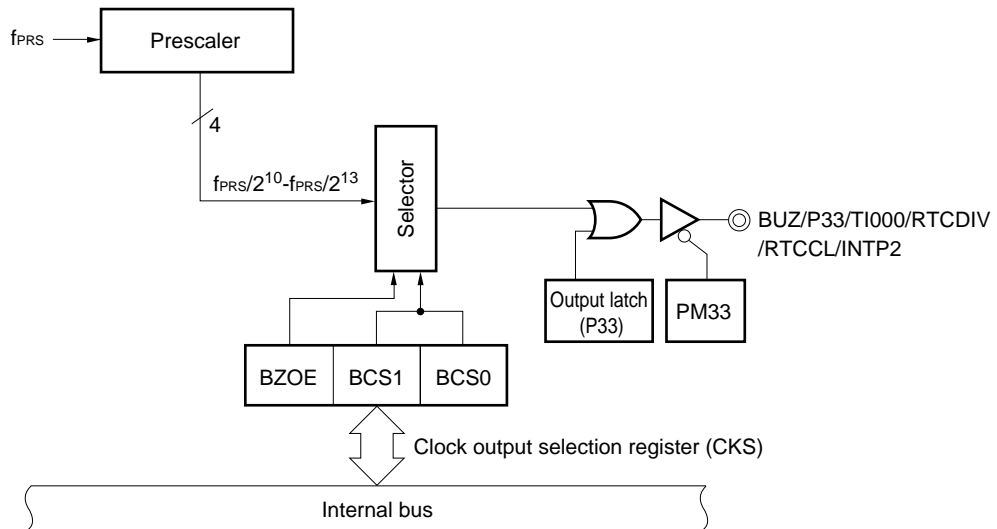 fPRS
Prescaler
4
fPRS/2¹⁰-fPRS/2¹³
Selector
BUZ/P33/TI000/RTCDIV
/RTCCL/INTP2
Output latch
(P33)
PM33
BZOE
BCS1
BCS0
Clock output selection register (CKS)
Internal bus